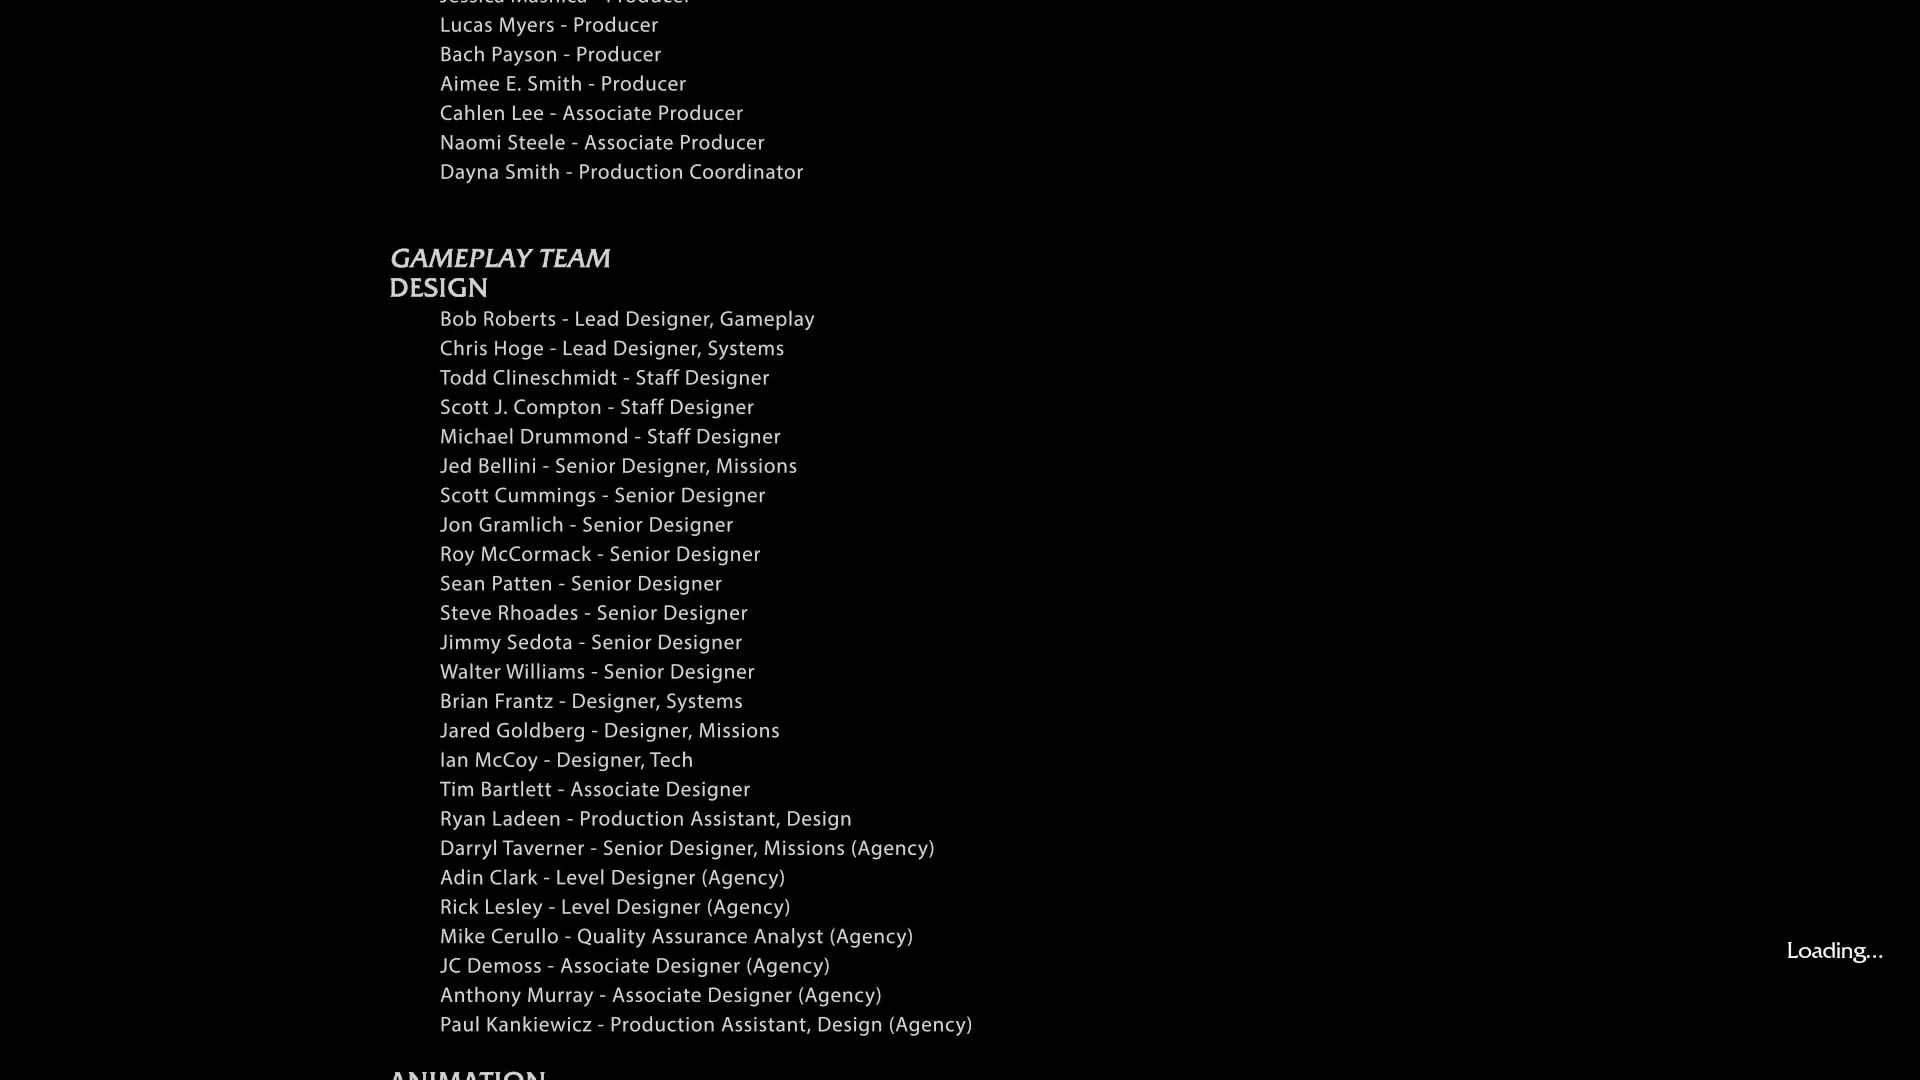 Lucas Myers - Producer
Bach Payson - Producer
Aimee E. Smith - Producer
Cahlen Lee - Associate Producer
Naomi Steele - Associate Producer
Dayna Smith - Production Coordinator
GAMEPLAY TEAM
DESIGN
Bob Roberts - Lead Designer, Gameplay
Chris Hoge - Lead Designer, Systems
Todd Clineschmidt - Staff Designer
Scott J. Compton - Staff Designer
Michael Drummond - Staff Designer
Jed Bellini - Senior Designer, Missions
Scott Cummings - Senior Designer
Jon Gramlich - Senior Designer
Roy McCormack - Senior Designer
Sean Patten - Senior Designer
Steve Rhoades - Senior Designer
Jimmy Sedota - Senior Designer
Walter Williams - Senior Designer
Brian Frantz - Designer, Systems
Jared Goldberg - Designer, Missions
Ian McCoy - Designer, Tech
Tim Bartlett - Associate Designer
Ryan Ladeen - Production Assistant, Design
Darryl Taverner - Senior Designer, Missions (Agency)
Adin Clark - Level Designer (Agency)
Rick Lesley - Level Designer (Agency)
Mike Cerullo - Quality Assurance Analyst (Agency)
Loading...
JC Demoss - Associate Designer (Agency)
Anthony Murray - Associate Designer (Agency)
Paul Kankiewicz - Production Assistant, Design (Agency)
ANIMATION